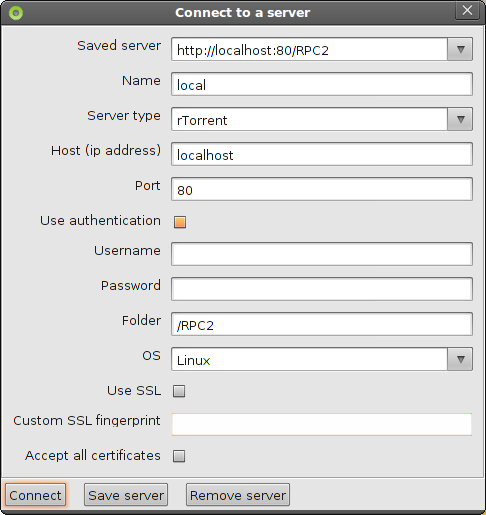 Connect to a server
Saved server http://localhost:80/RPC2
Name local
Server type rTorrent
Host (ip address) localhost
Port 80
Use authentication
Username
Password
Folder /RPC2
OS Linux
Use SSL
Custom SSL fingerprint
Accept all certificates
Connect Save server Remove server